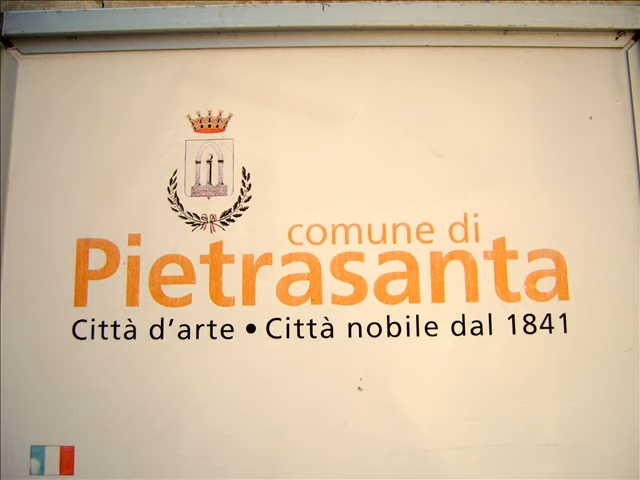 comune di
Pietrasanta
Città d'arte • Città nobile dal 1841